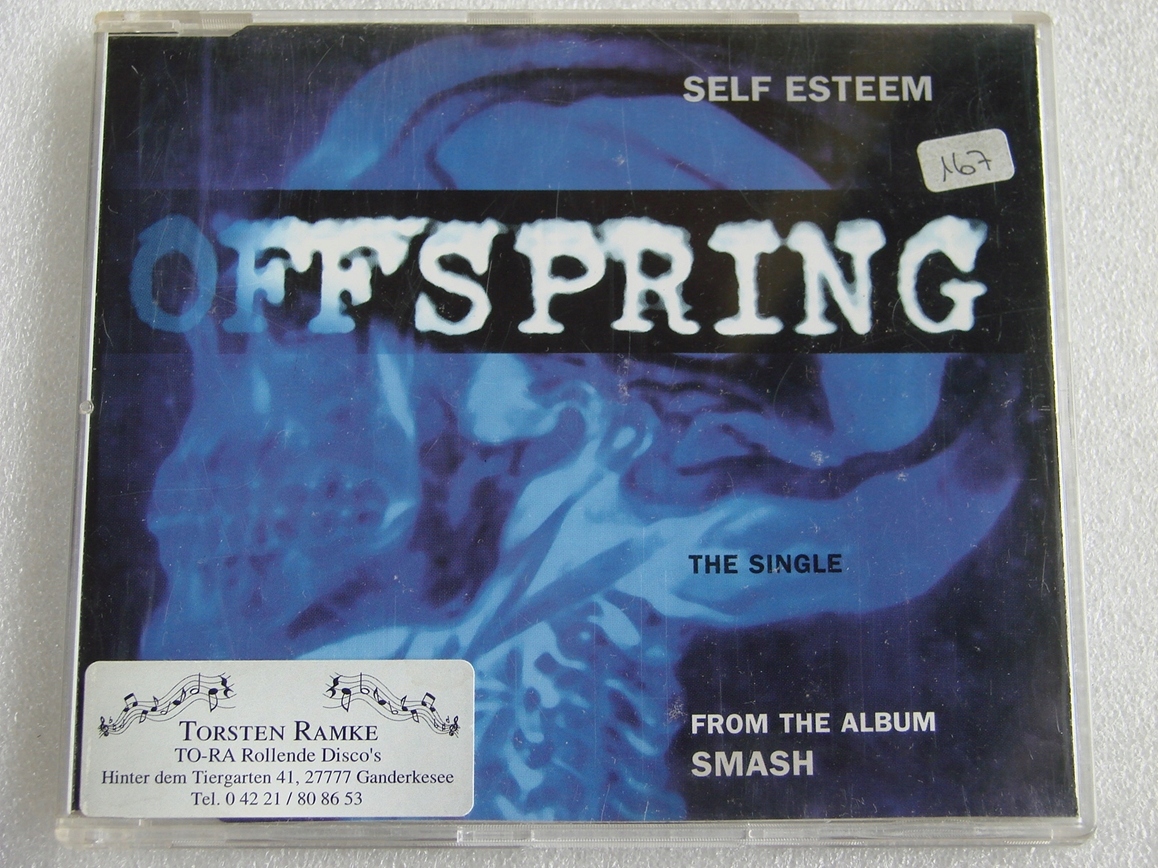 SELF ESTEEM
167
OFFSPRING
THE SINGLE
FROM THE ALBUM
SMASH
TORSTEN RAMKE
TO-RA Rollende Disco's
Hinter dem Tiergarten 41, 27777 Ganderkesee
Tel. 0 42 21 / 80 86 53